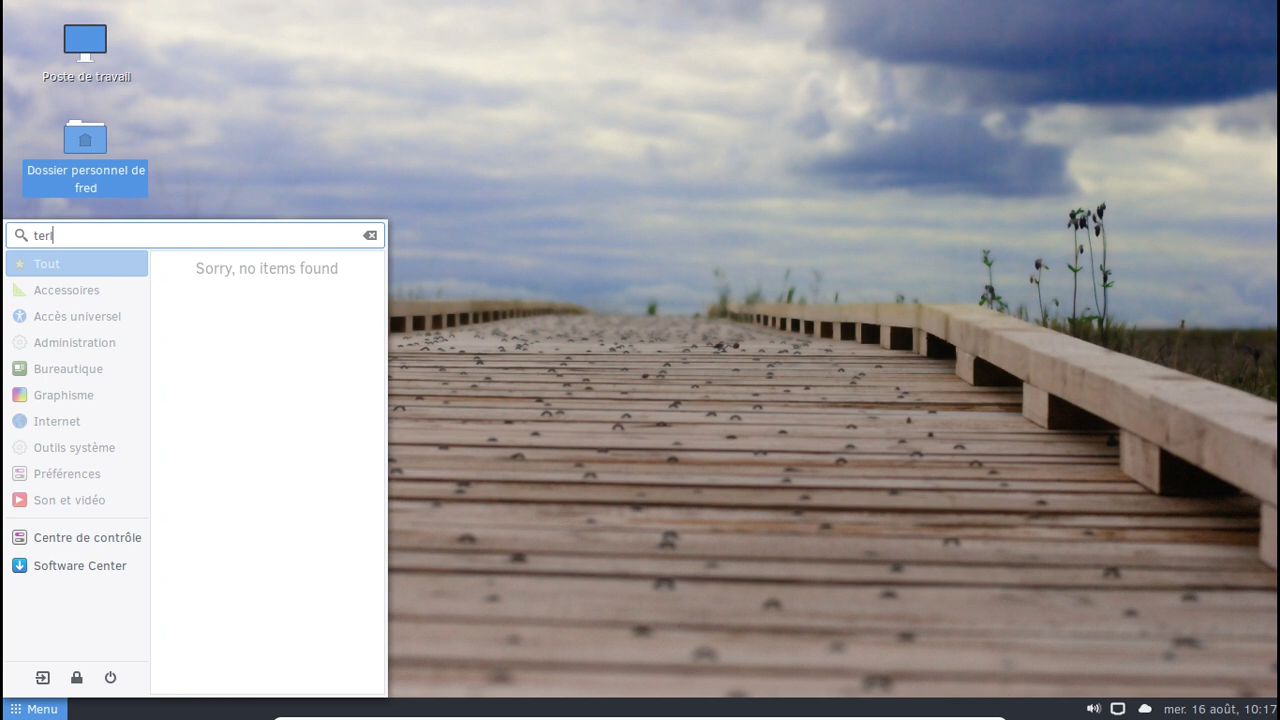 Poste de travail
Dossier personnel de
fred
terl
Sorry, no items found
Tout
Accessoires
Accès universel
Administration
Bureautique
Graphisme
Internet
Outils système
Préférences
Son et vidéo
Centre de contrôle
Software Center
Menu
mer. 16 août, 10:17